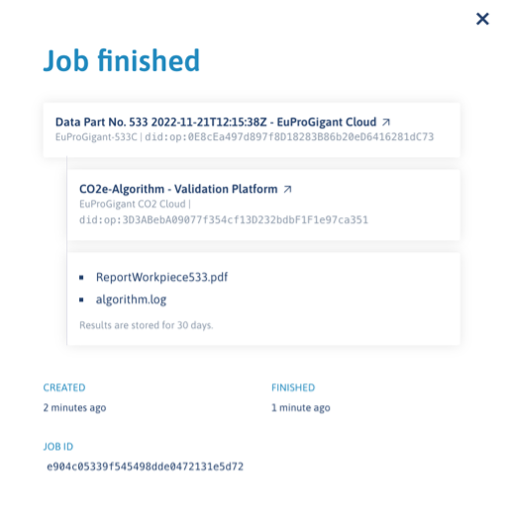 Job finished
Data Part No. 533 2022-11-21T12:15:38Z - EuProGigant Cloud ↗
EuProGigant-533C | did:op:0E8cEa497d897f8D18283B86b20eD6416281dC73
CO2e-Algorithm - Validation Platform ↗
EuProGigant CO2 Cloud |
did:op:3D3ABebA09077f354cf13D232bdbF1F1e97ca351
ReportWorkpiece533.pdf
algorithm.log
Results are stored for 30 days.
CREATED
FINISHED
2 minutes ago
1 minute ago
JOB ID
e904c05339f545498dde0472131e5d72